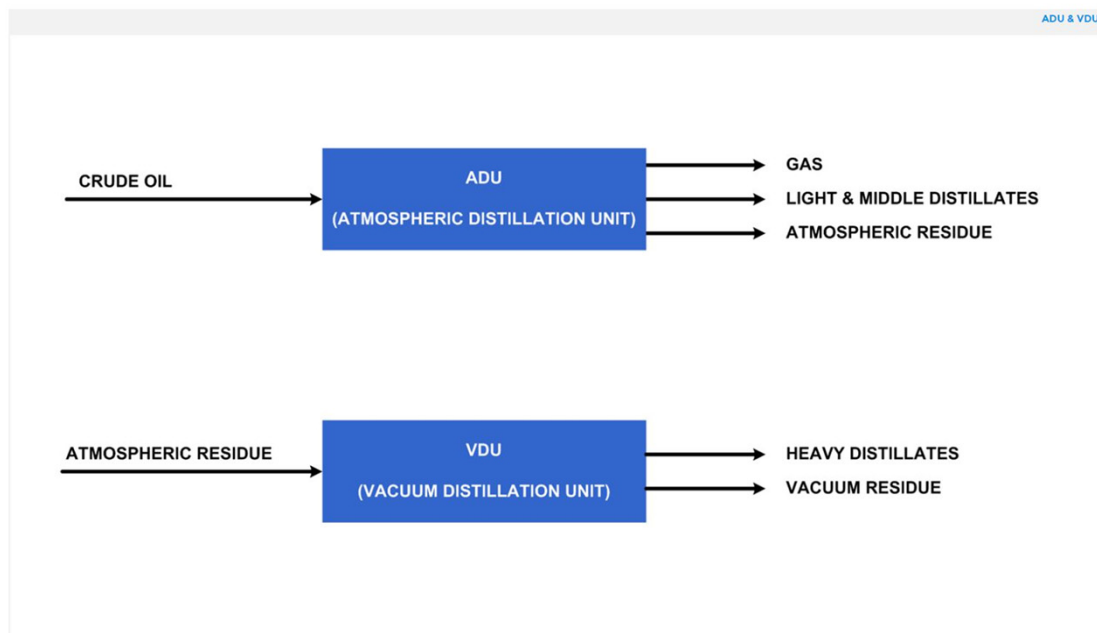 ADU & VDU
CRUDE OIL
ADU
(ATMOSPHERIC DISTILLATION UNIT)
GAS
LIGHT & MIDDLE DISTILLATES
ATMOSPHERIC RESIDUE
ATMOSPHERIC RESIDUE
VDU
(VACUUM DISTILLATION UNIT)
HEAVY DISTILLATES
VACUUM RESIDUE